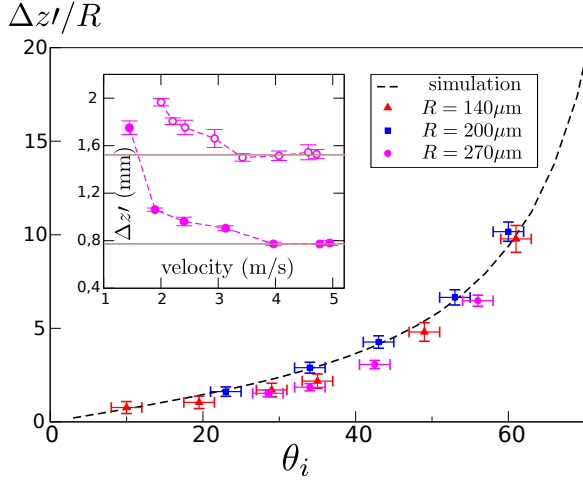 Δz′/R
20
15
10
5
0
0
20
40
60
θi
simulation
R = 140μm
R = 200μm
R = 270μm
2
1,6
1,2
0,8
0,4
Δz′ (mm)
velocity (m/s)
1
2
3
4
5